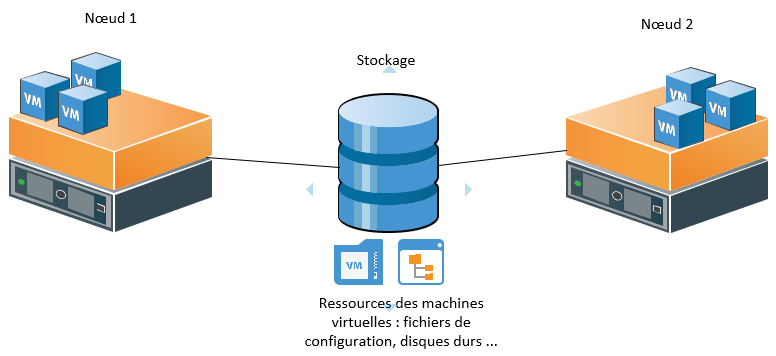 Nœud 1
Nœud 2
Stockage
VM
VM
VM
VM
VM
VM
VM
Ressources des machines
virtuelles : fichiers de
configuration, disques durs ...